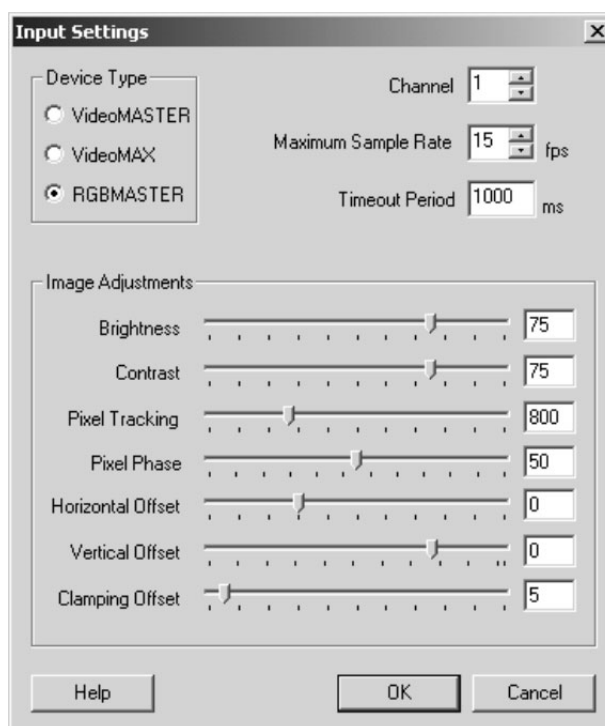 Input Settings
Device Type
VideoMASTER
VideoMAX
RGBMASTER
Channel 1
Maximum Sample Rate 15 fps
Timeout Period 1000 ms
Image Adjustments
Brightness 75
Contrast 75
Pixel Tracking 800
Pixel Phase 50
Horizontal Offset 0
Vertical Offset 0
Clamping Offset 5
Help OK Cancel